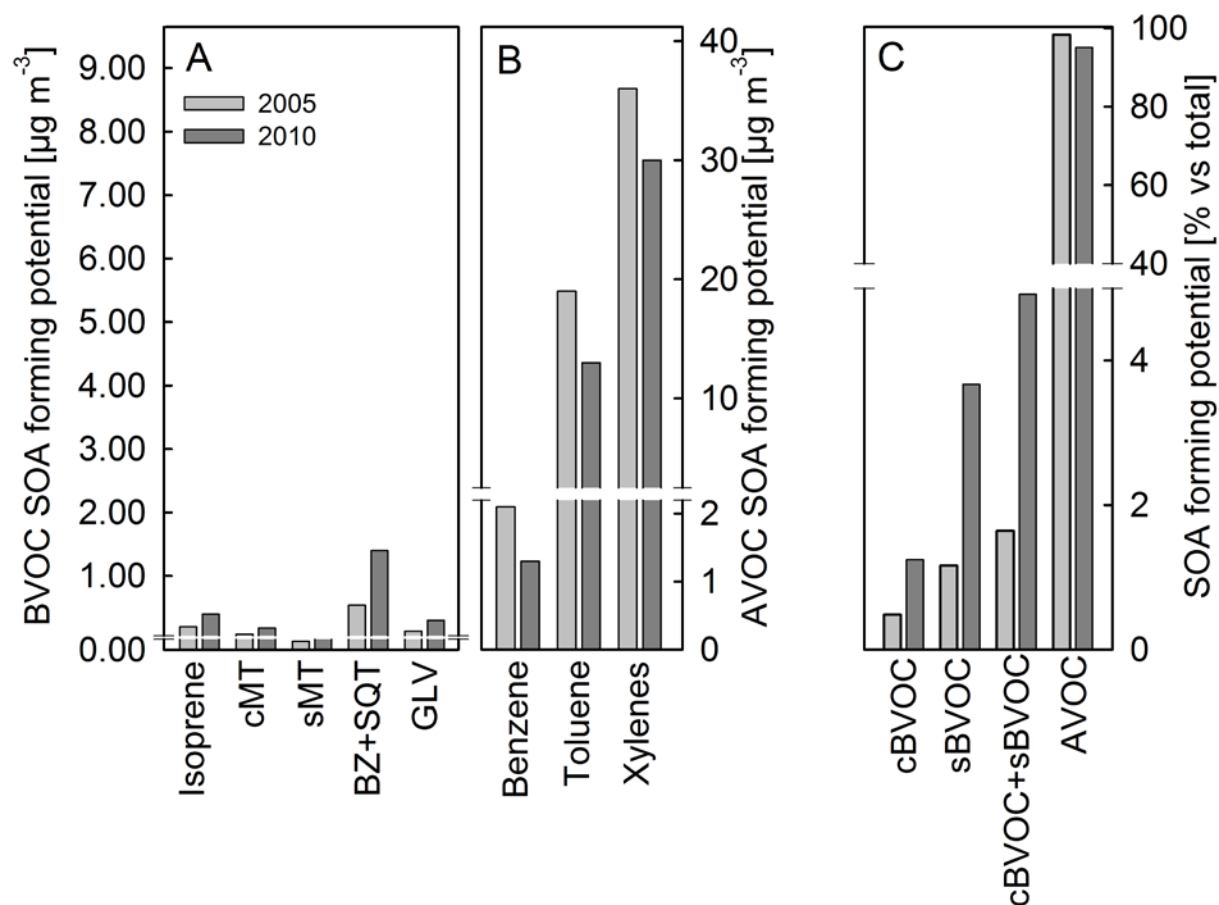 BVOC SOA forming potential [µg m⁻³]
9.00
8.00
7.00
6.00
5.00
4.00
3.00
2.00
1.00
0.00
A
2005
2010
Isoprene
cMT
sMT
BZ+SQT
GLV
B
40
30
20
10
2
1
0
AVOC SOA forming potential [µg m⁻³]
Benzene
Toluene
Xylenes
C
100
80
60
40
4
2
0
SOA forming potential [% vs total]
cBVOC
sBVOC
cBVOC+sBVOC
AVOC